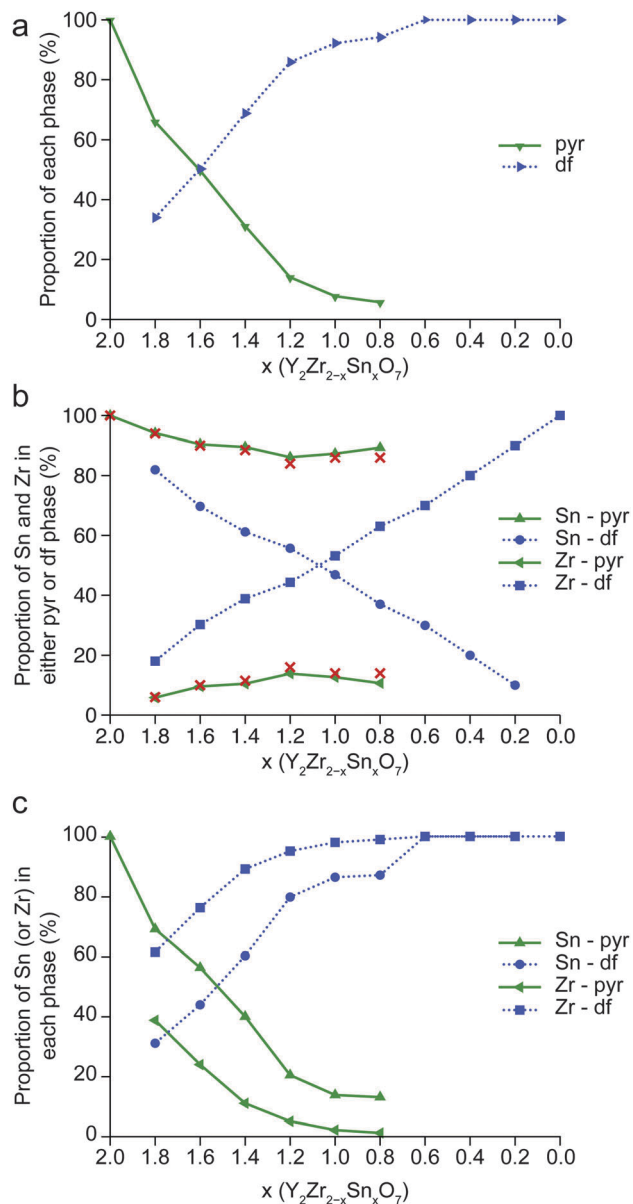 a
Proportion of each phase (%)
100
80
60
40
20
0
2.0 1.8 1.6 1.4 1.2 1.0 0.8 0.6 0.4 0.2 0.0
x (Y₂Zr₂₋ₓSnₓO₇)
pyr
df
b
Proportion of Sn and Zr in
either pyr or df phase (%)
100
80
60
40
20
0
2.0 1.8 1.6 1.4 1.2 1.0 0.8 0.6 0.4 0.2 0.0
x (Y₂Zr₂₋ₓSnₓO₇)
Sn - pyr
Sn - df
Zr - pyr
Zr - df
c
Proportion of Sn (or Zr) in
each phase (%)
100
80
60
40
20
0
2.0 1.8 1.6 1.4 1.2 1.0 0.8 0.6 0.4 0.2 0.0
x (Y₂Zr₂₋ₓSnₓO₇)
Sn - pyr
Sn - df
Zr - pyr
Zr - df